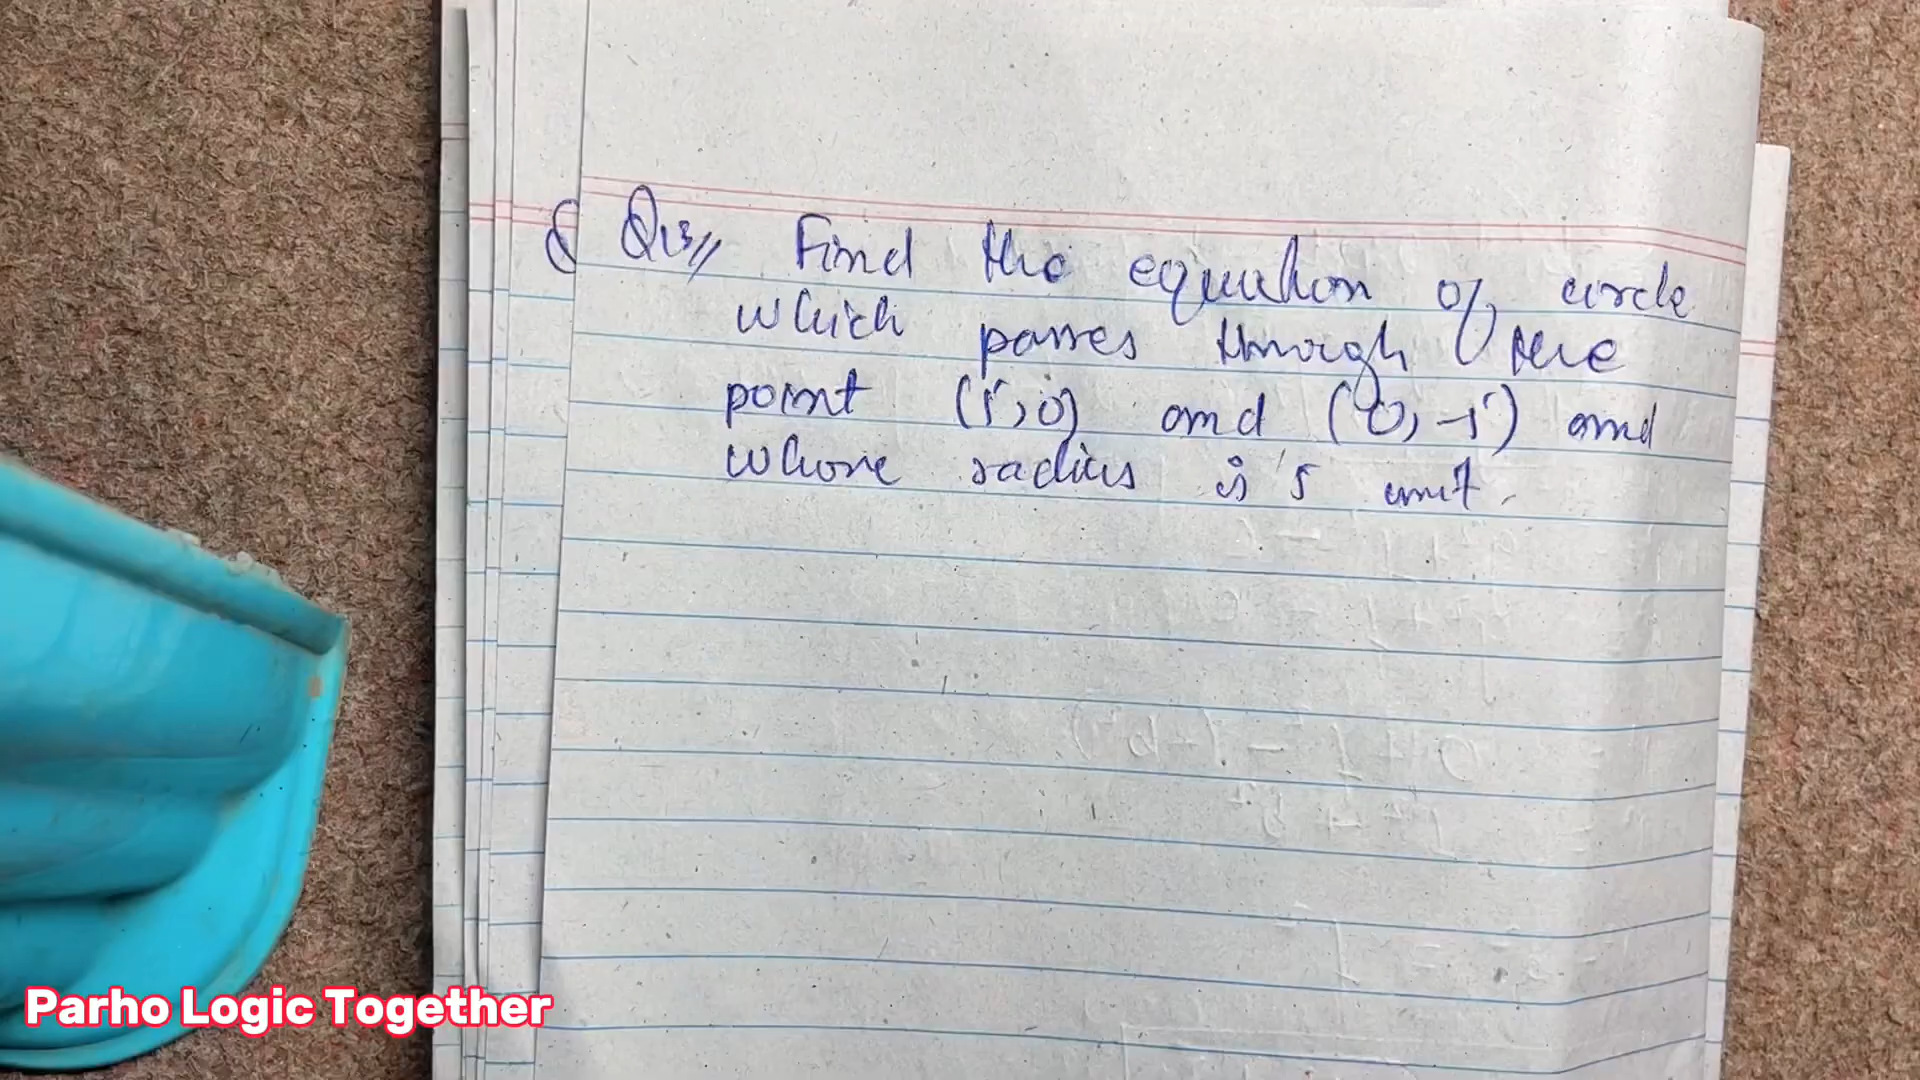 Q Q13// Find the equation of circle
which passes through the
point (5,0) and (0,-5) and
whose radius is 5 unit.
Parho Logic Together